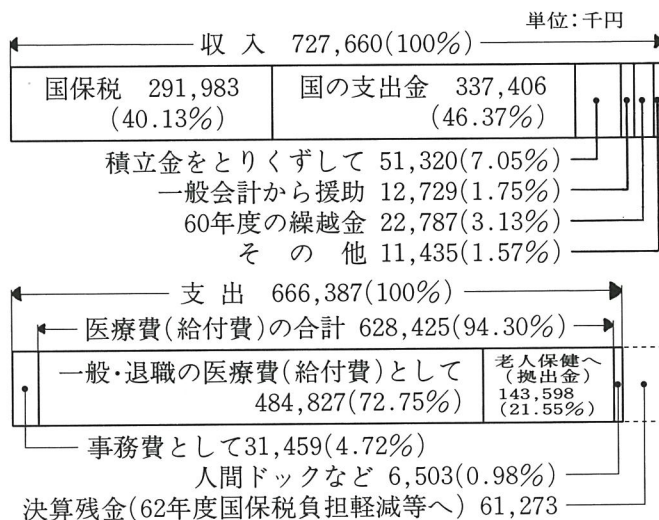 単位:千円
収入 727,660(100%)
国保税 291,983
(40.13%)
国の支出金 337,406
(46.37%)
積立金をとりくずして 51,320(7.05%)
一般会計から援助 12,729(1.75%)
60年度の繰越金 22,787(3.13%)
その他 11,435(1.57%)
支出 666,387(100%)
医療費(給付費)の合計 628,425(94.30%)
一般・退職の医療費(給付費)として
484,827(72.75%)
老人保健へ
(拠出金)
143,598
(21.55%)
事務費として31,459(4.72%)
人間ドックなど 6,503(0.98%)
決算残金(62年度国保税負担軽減等へ) 61,273